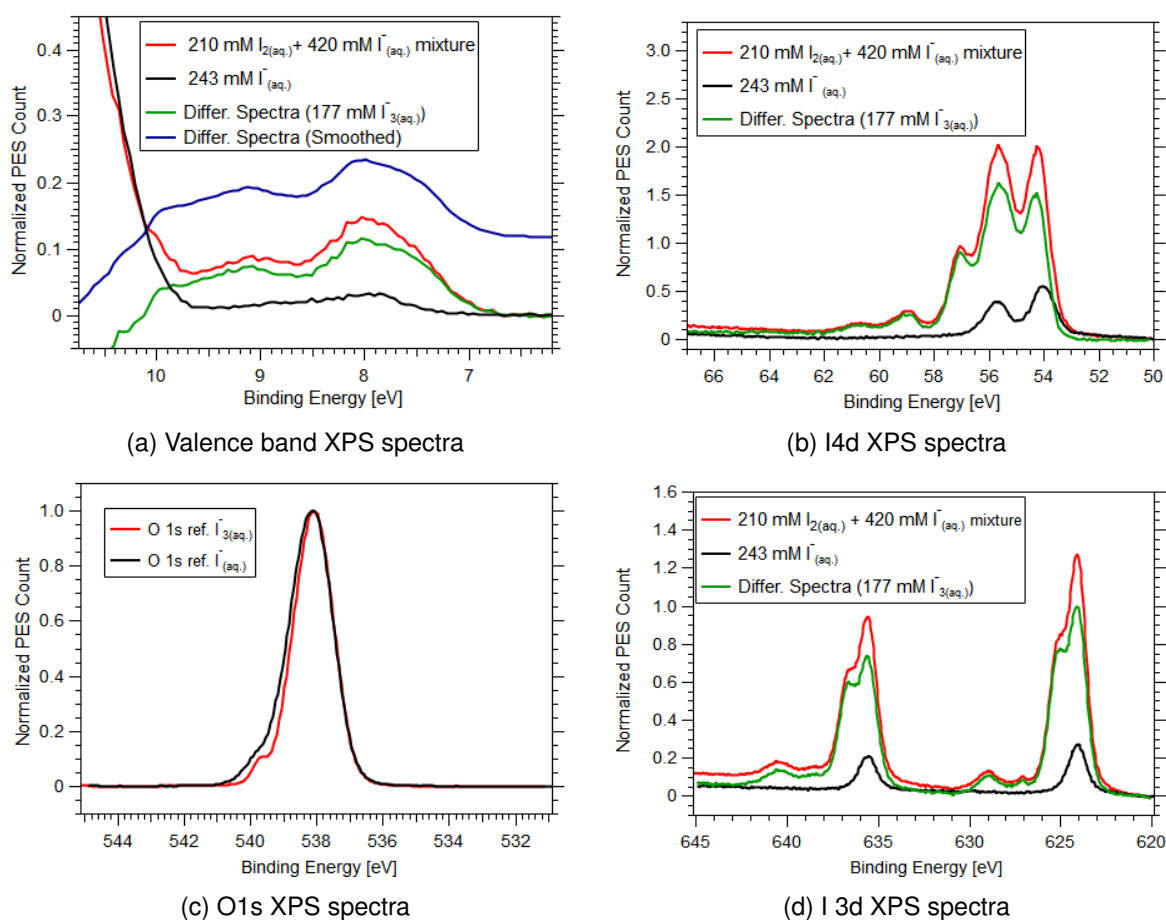 Normalized PES Count
0.4
0.3
0.2
0.1
0
210 mM I2(aq.)+ 420 mM I-(aq.) mixture
243 mM I-(aq.)
Differ. Spectra (177 mM I-3(aq.))
Differ. Spectra (Smoothed)
10 9 8 7
Binding Energy [eV]
(a) Valence band XPS spectra
Normalized PES Count
3.0
2.5
2.0
1.5
1.0
0.5
0
210 mM I2(aq.)+ 420 mM I-(aq.) mixture
243 mM I-(aq.)
Differ. Spectra (177 mM I-3(aq.))
66 64 62 60 58 56 54 52 50
Binding Energy [eV]
(b) I4d XPS spectra
Normalized PES Count
1.0
0.8
0.6
0.4
0.2
0
O 1s ref. I-3(aq.)
O 1s ref. I-(aq.)
544 542 540 538 536 534 532
Binding Energy [eV]
(c) O1s XPS spectra
Normalized PES Count
1.6
1.4
1.2
1.0
0.8
0.6
0.4
0.2
0
210 mM I2(aq.) + 420 mM I-(aq.) mixture
243 mM I-(aq.)
Differ. Spectra (177 mM I-3(aq.))
645 640 635 630 625 620
Binding Energy [eV]
(d) I 3d XPS spectra